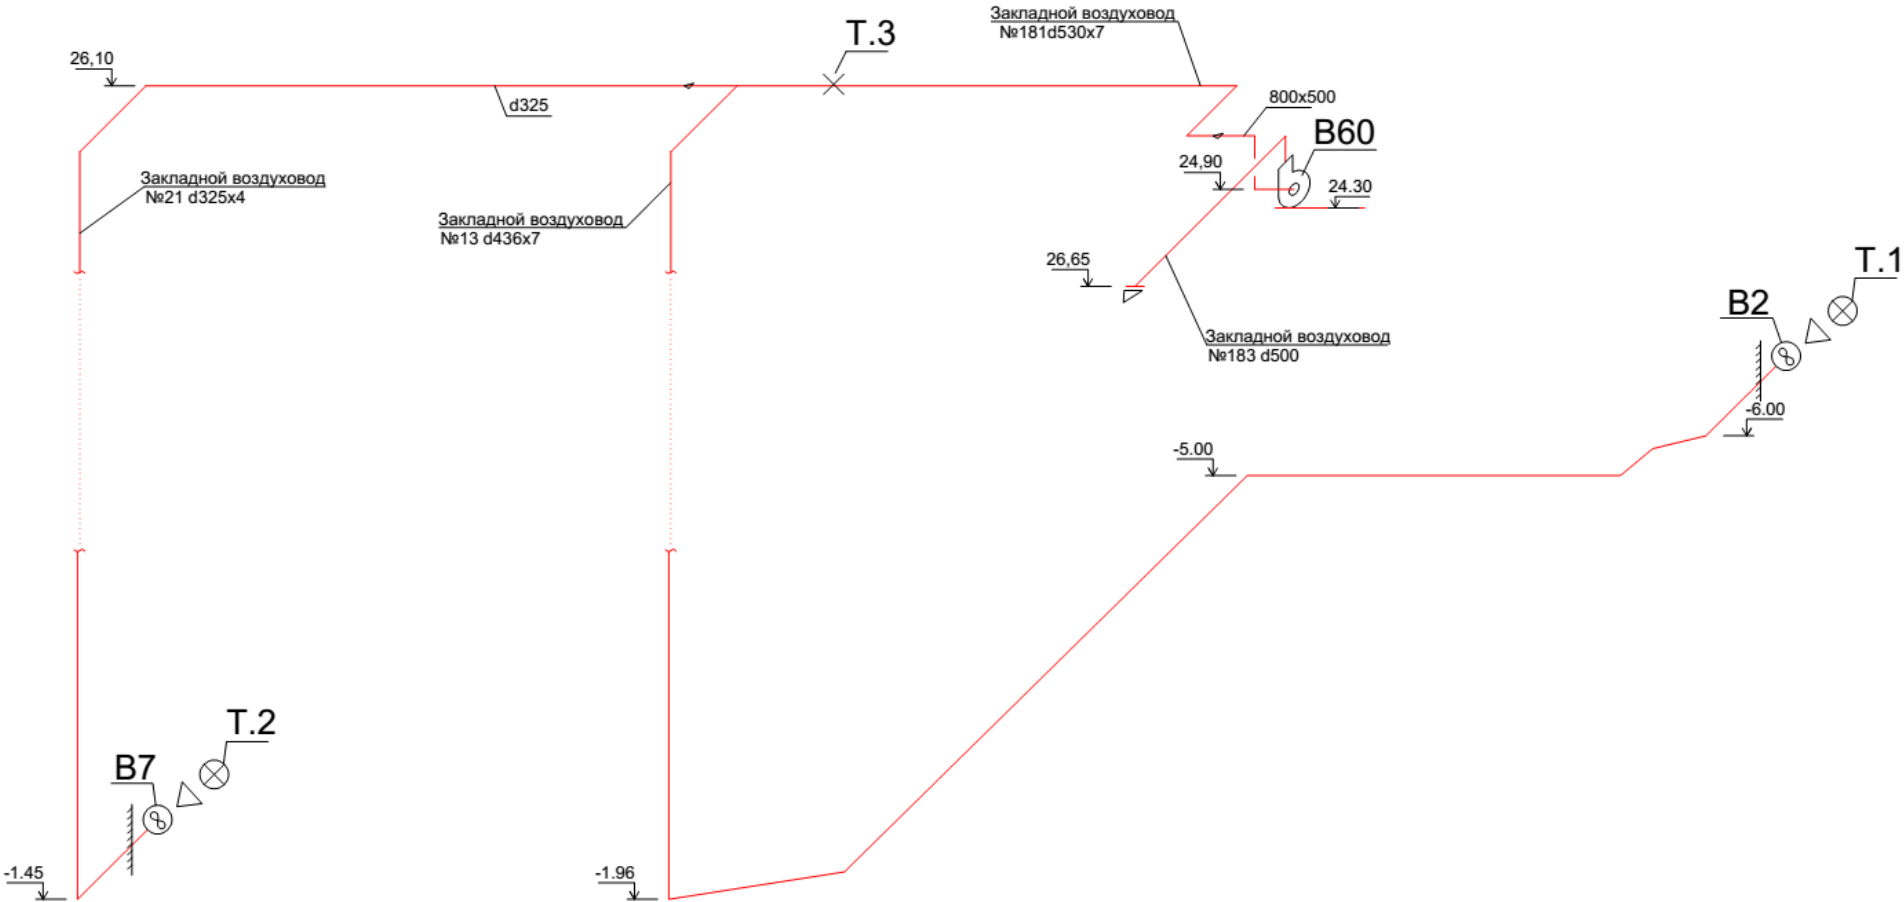 Закладной воздуховод
№181d530x7
Т.3
26,10
d325
800x500
В60
24,90
24.30
Закладной воздуховод
№21 d325x4
Закладной воздуховод
№13 d436x7
26,65
Т.1
В2
Закладной воздуховод
№183 d500
-6.00
-5.00
Т.2
В7
-1.45
-1.96